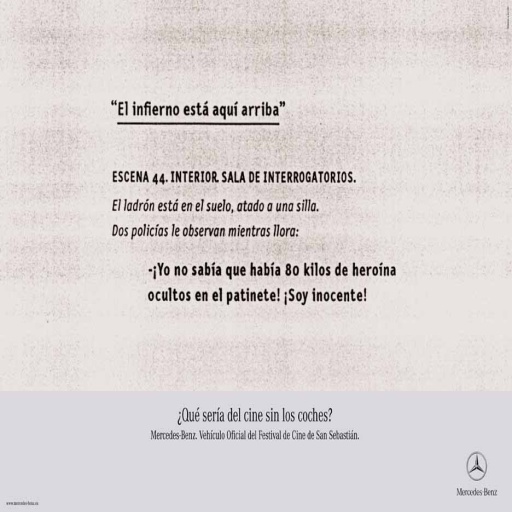 “El infierno está aquí arriba”
ESCENA 44. INTERIOR. SALA DE INTERROGATORIOS.
El ladrón está en el suelo, atado a una silla.
Dos policías le observan mientras llora:
-¡Yo no sabía que había 80 kilos de heroína
ocultos en el patinete! ¡Soy inocente!
¿Qué sería del cine sin los coches?
Mercedes-Benz. Vehículo Oficial del Festival de Cine de San Sebastián.
Mercedes-Benz
www.mercedes-benz.es